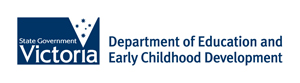 State Government
Victoria
Department of Education and
Early Childhood Development